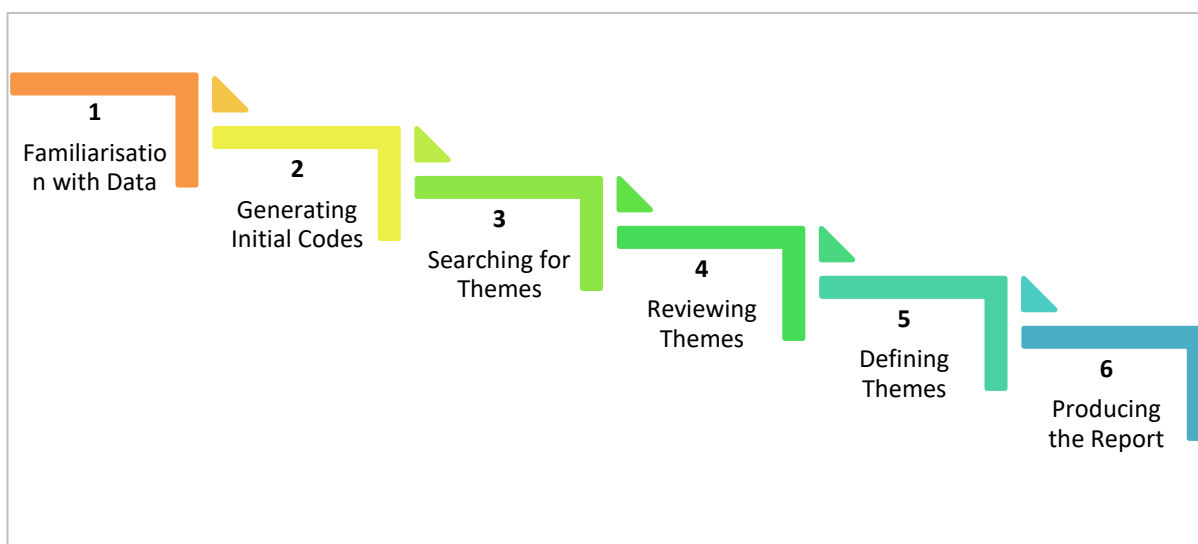 1
Familiarisatio
n with Data
2
Generating
Initial Codes
3
Searching for
Themes
4
Reviewing
Themes
5
Defining
Themes
6
Producing
the Report